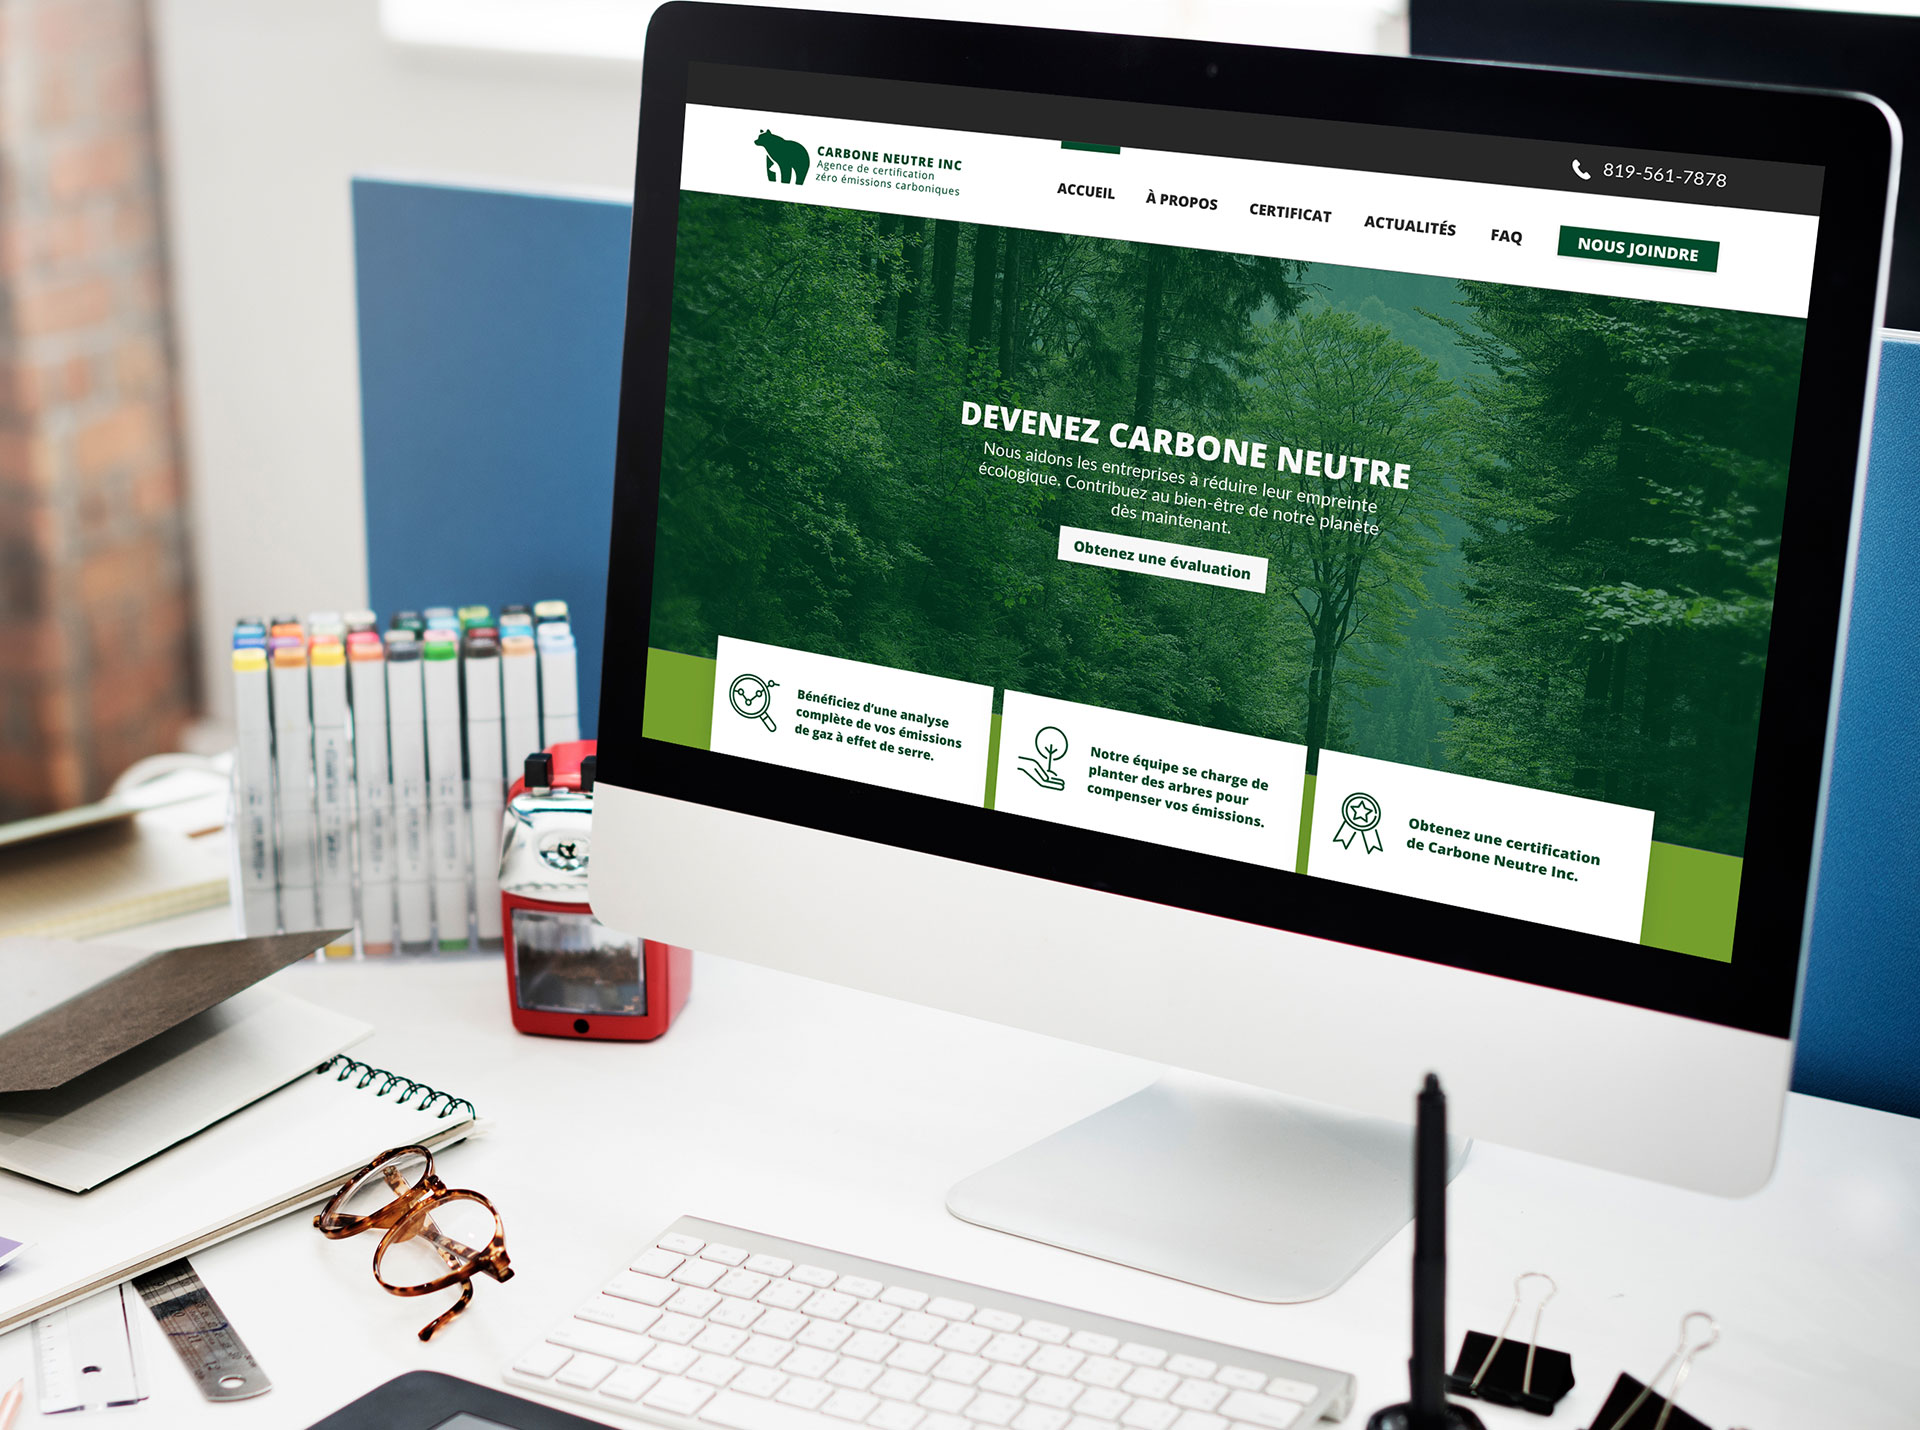 819-561-7878
CARBONE NEUTRE INC
Agence de certification
zéro émissions carboniques
ACCUEIL À PROPOS CERTIFICAT ACTUALITÉS FAQ NOUS JOINDRE
DEVENEZ CARBONE NEUTRE
Nous aidons les entreprises à réduire leur empreinte
écologique. Contribuez au bien-être de notre planète
dès maintenant.
Obtenez une évaluation
Bénéficiez d'une analyse
complète de vos émissions
de gaz à effet de serre.
Notre équipe se charge de
planter des arbres pour
compenser vos émissions.
Obtenez une certification
de Carbone Neutre Inc.